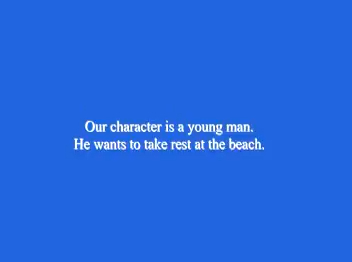 Our character is a young man.
He wants to take rest at the beach.